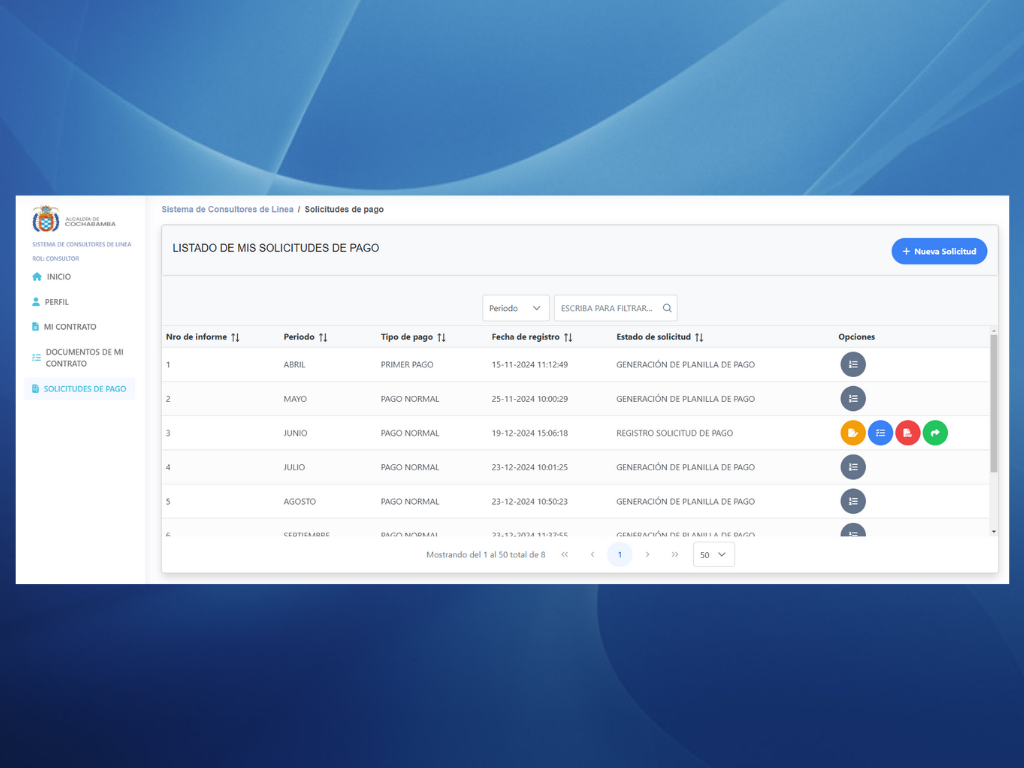 ALCALDÍA DE
COCHABAMBA
SISTEMA DE CONSULTORES DE LINEA
ROL: CONSULTOR
INICIO
PERFIL
MI CONTRATO
DOCUMENTOS DE MI
CONTRATO
SOLICITUDES DE PAGO
Sistema de Consultores de Linea / Solicitudes de pago
LISTADO DE MIS SOLICITUDES DE PAGO
+ Nueva Solicitud
Periodo ESCRIBA PARA FILTRAR...
Nro de informe Periodo Tipo de pago Fecha de registro Estado de solicitud Opciones
1 ABRIL PRIMER PAGO 15-11-2024 11:12:49 GENERACIÓN DE PLANILLA DE PAGO
2 MAYO PAGO NORMAL 25-11-2024 10:00:29 GENERACIÓN DE PLANILLA DE PAGO
3 JUNIO PAGO NORMAL 19-12-2024 15:06:18 REGISTRO SOLICITUD DE PAGO
4 JULIO PAGO NORMAL 23-12-2024 10:01:25 GENERACIÓN DE PLANILLA DE PAGO
5 AGOSTO PAGO NORMAL 23-12-2024 10:50:23 GENERACIÓN DE PLANILLA DE PAGO
6 SEPTIEMBRE PAGO NORMAL 23-12-2024 11:37:55 GENERACIÓN DE PLANILLA DE PAGO
Mostrando del 1 al 50 total de 8 « ‹ 1 › » 50